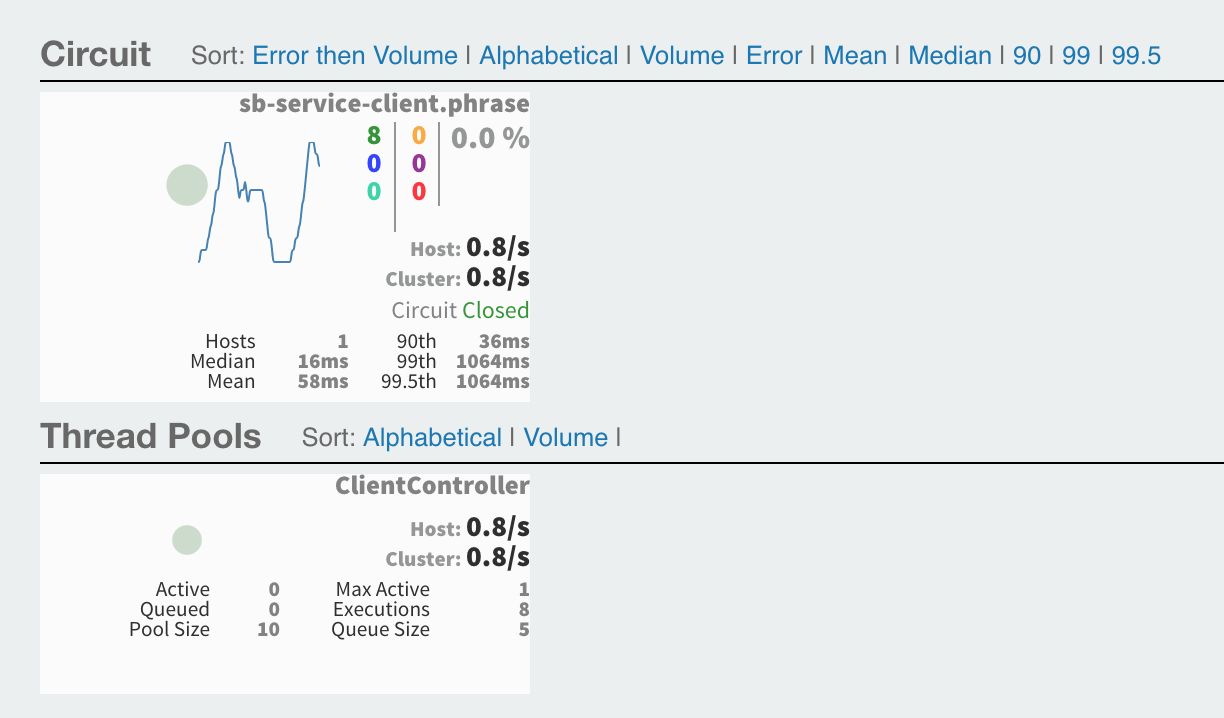 Circuit Sort: Error then Volume | Alphabetical | Volume | Error | Mean | Median | 90 | 99 | 99.5
sb-service-client.phrase
8 0 0.0 %
0 0
0 0
Host: 0.8/s
Cluster: 0.8/s
Circuit Closed
Hosts 1 90th 36ms
Median 16ms 99th 1064ms
Mean 58ms 99.5th 1064ms
Thread Pools Sort: Alphabetical | Volume |
ClientController
Host: 0.8/s
Cluster: 0.8/s
Active 0 Max Active 1
Queued 0 Executions 8
Pool Size 10 Queue Size 5